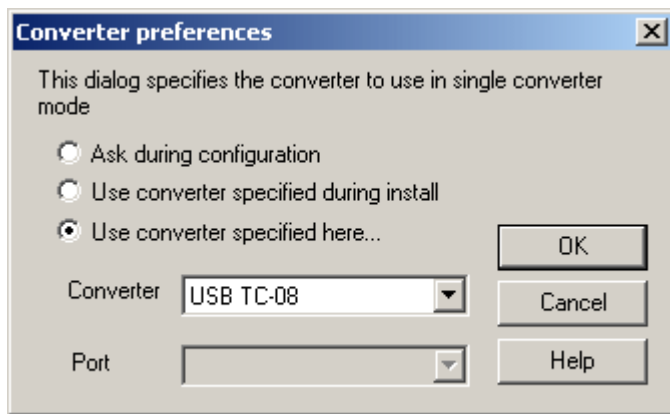 Converter preferences
This dialog specifies the converter to use in single converter
mode
Ask during configuration
Use converter specified during install
Use converter specified here...
OK
Converter
USB TC-08
Cancel
Port
Help